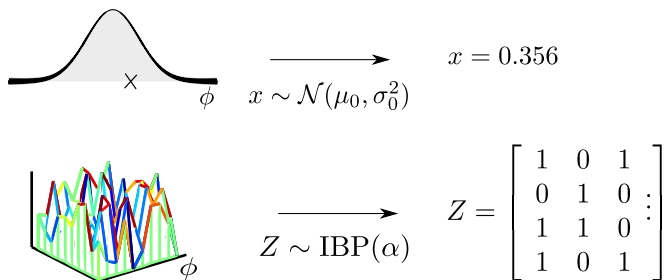 ϕ
x ∼ N(μ₀, σ₀²)
x = 0.356
ϕ
Z ∼ IBP(α)
Z =
1 0 1
0 1 0 ⋮
1 1 0
1 0 1